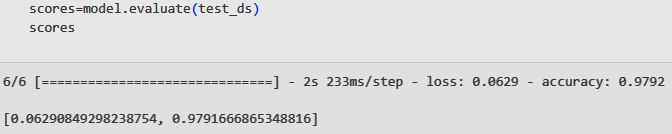 scores=model.evaluate(test_ds)
scores
6/6 [==============================] - 2s 233ms/step - loss: 0.0629 - accuracy: 0.9792
[0.06290849298238754, 0.9791666865348816]